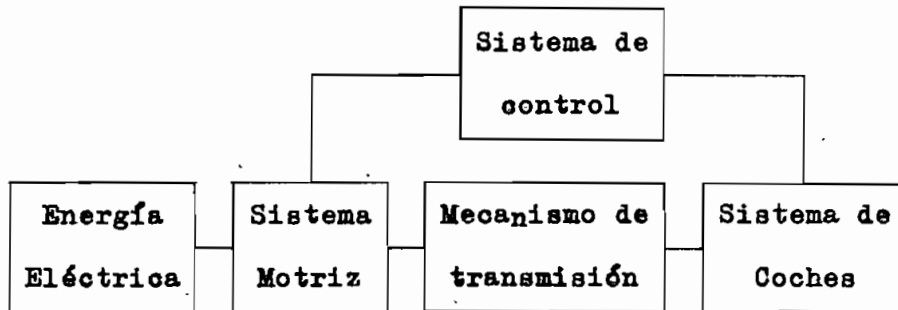 Sistema de
control
Energía
Eléctrica
Sistema
Motriz
Mecanismo de
transmisión
Sistema de
Coches